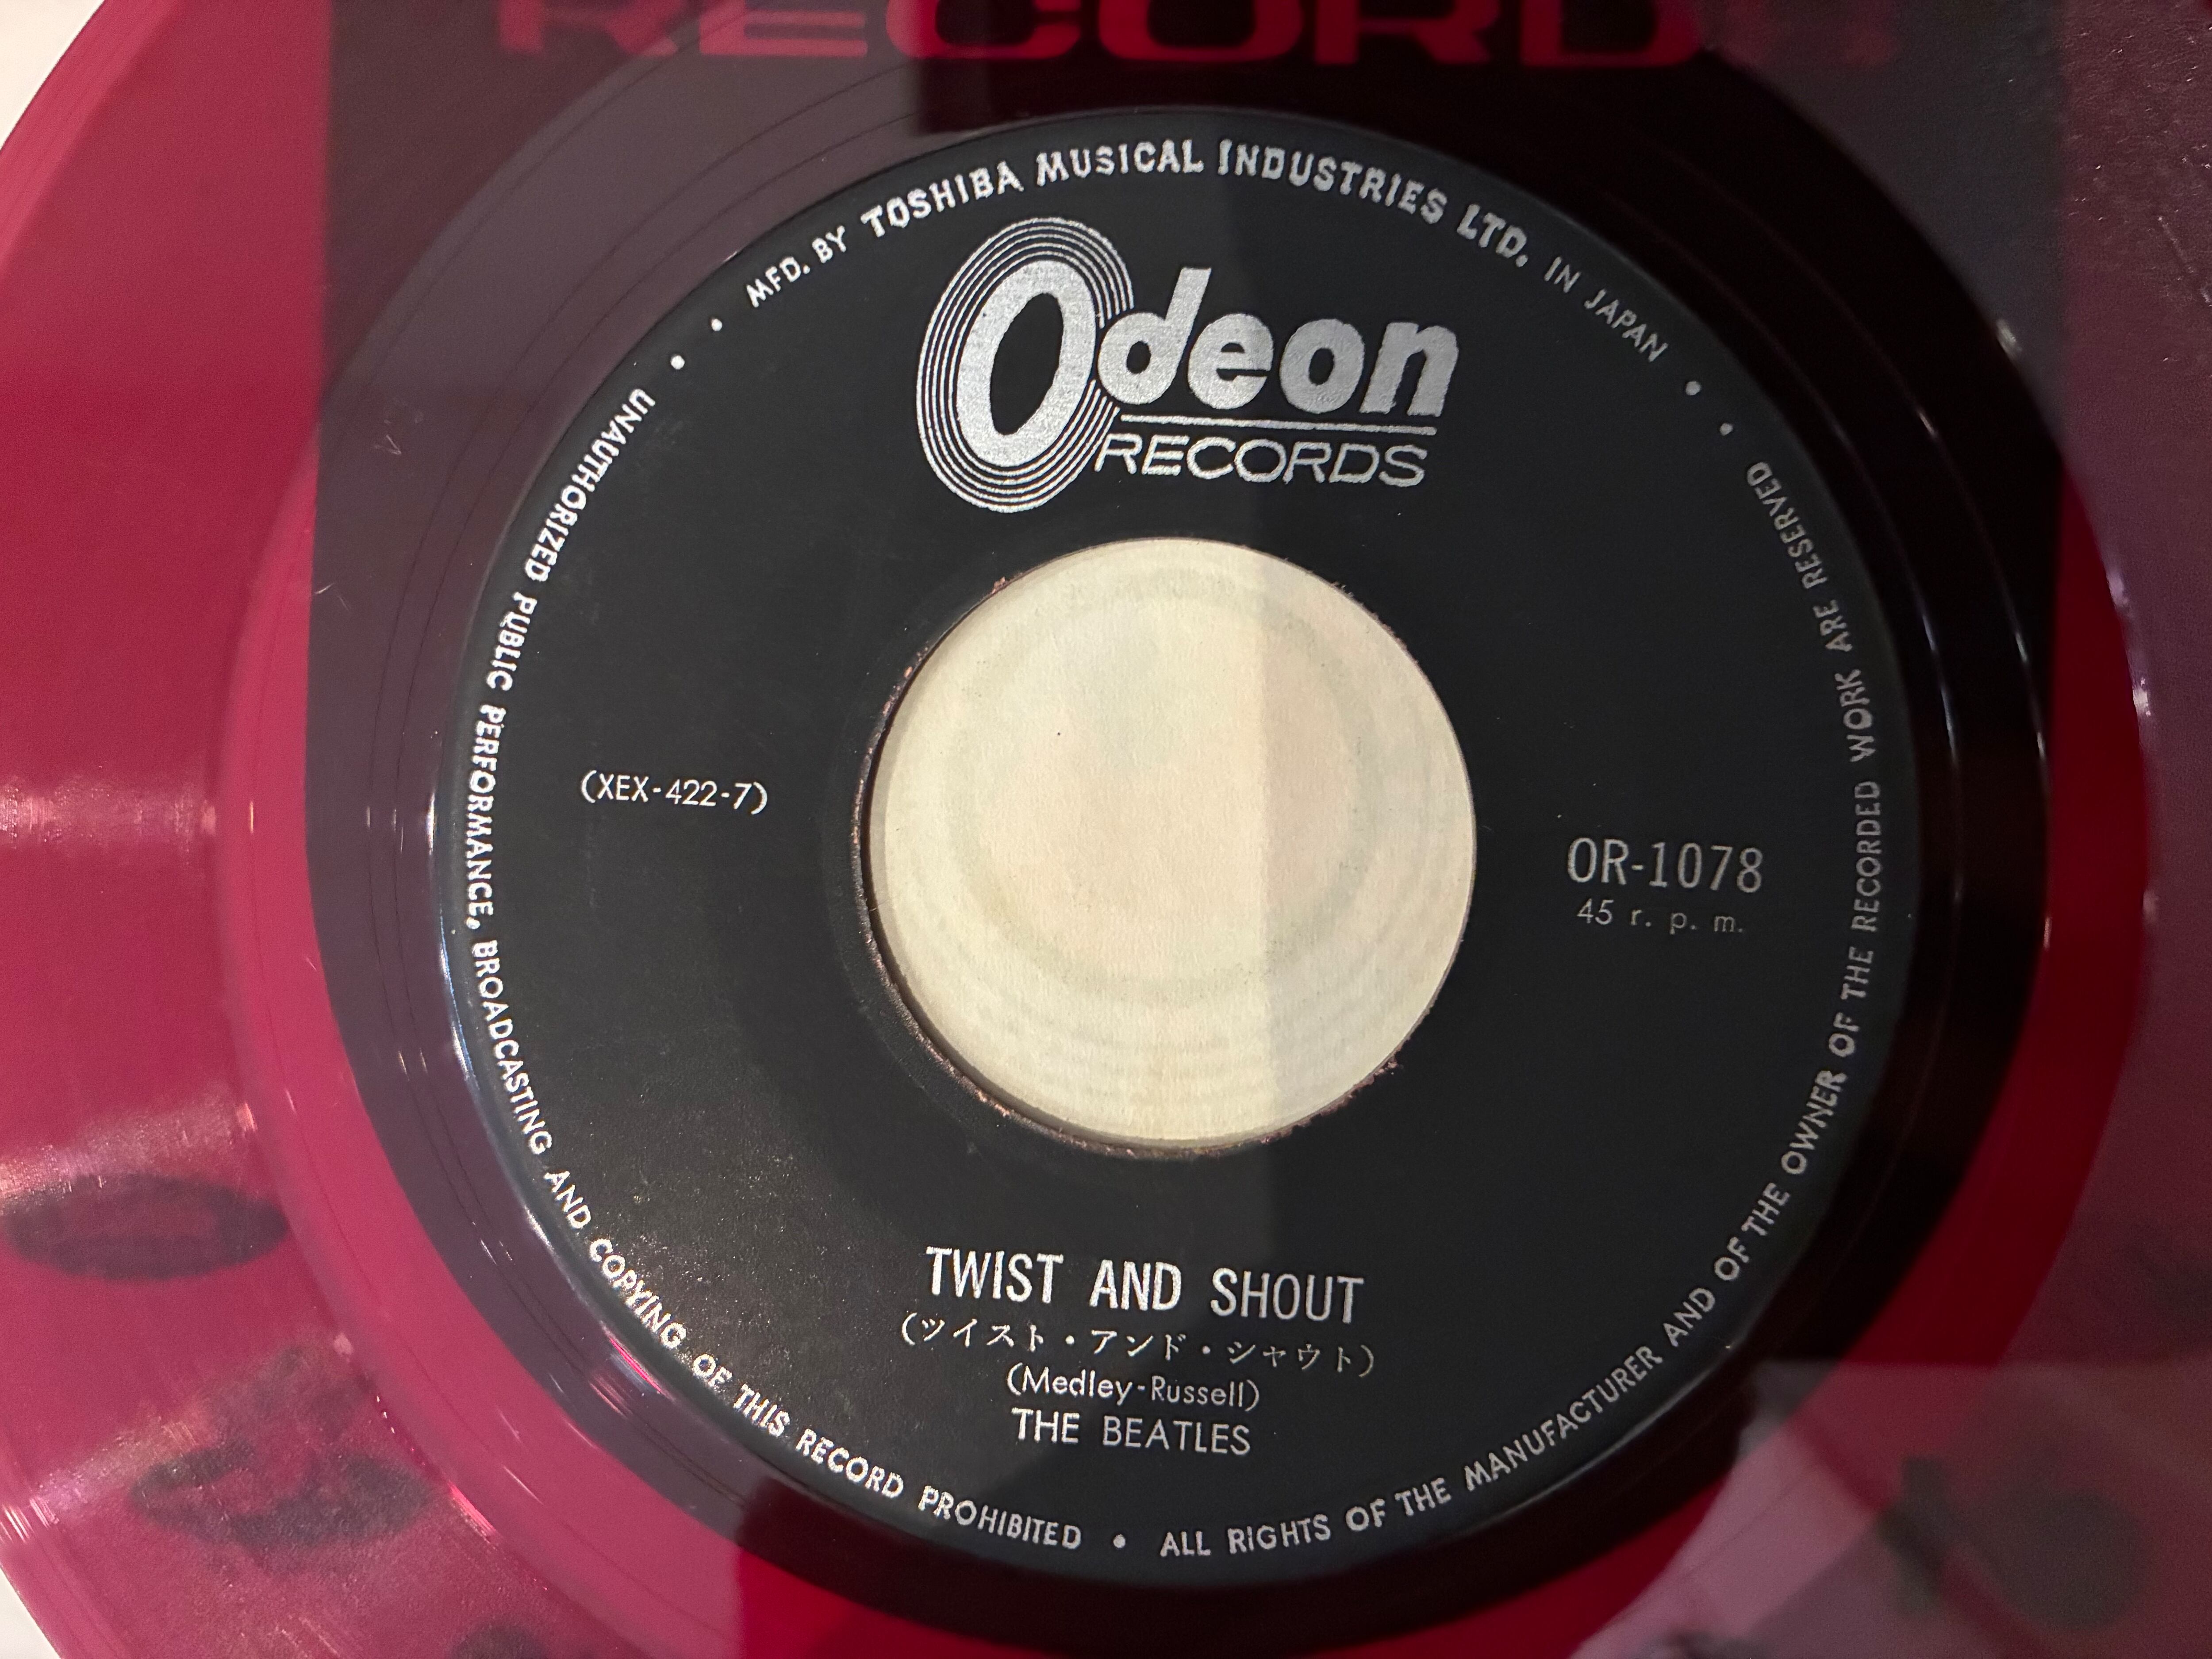 RECORD
MFD. BY TOSHIBA MUSICAL INDUSTRIES LTD. IN JAPAN
Odeon
RECORDS
(XEX-422-7)
OR-1078
45 r. p. m.
TWIST AND SHOUT
(ツイスト・アンド・シャウト)
(Medley-Russell)
THE BEATLES
UNAUTHORIZED PUBLIC PERFORMANCE, BROADCASTING AND COPYING OF THIS RECORD PROHIBITED • ALL RIGHTS OF THE MANUFACTURER AND OF THE OWNER OF THE RECORDED WORK ARE RESERVED